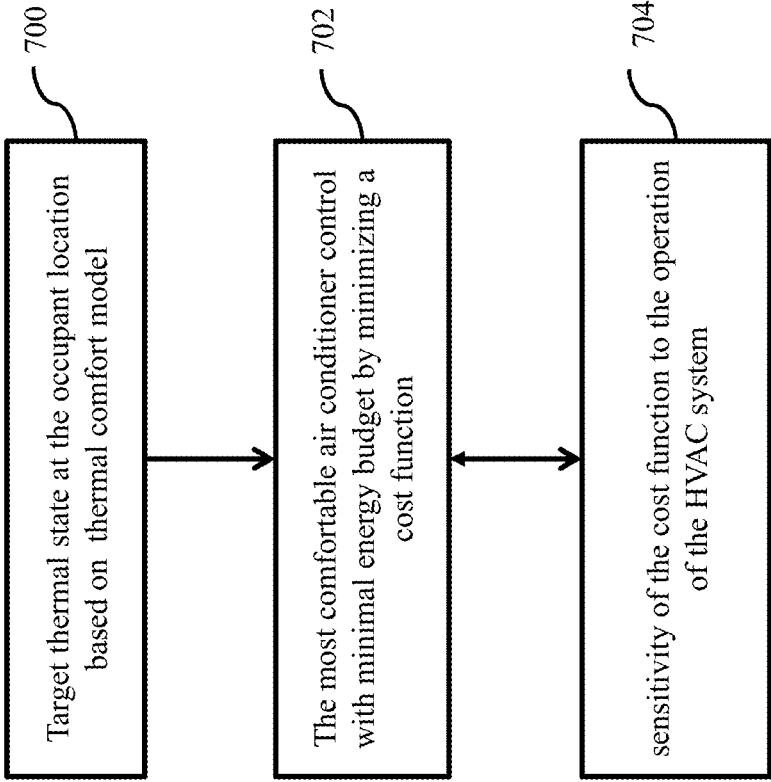 Target thermal state at the occupant location
based on thermal comfort model
700
The most comfortable air conditioner control
with minimal energy budget by minimizing a
cost function
702
sensitivity of the cost function to the operation
of the HVAC system
704